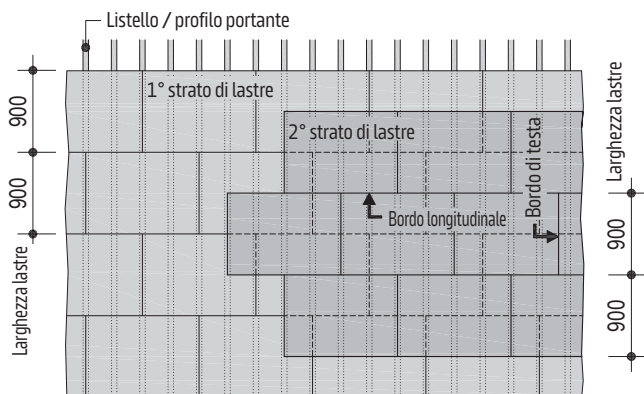 Listello / profilo portante
1° strato di lastre
2° strato di lastre
Bordo di testa
Bordo longitudinale
900
900
Larghezza lastre
Larghezza lastre
900
900